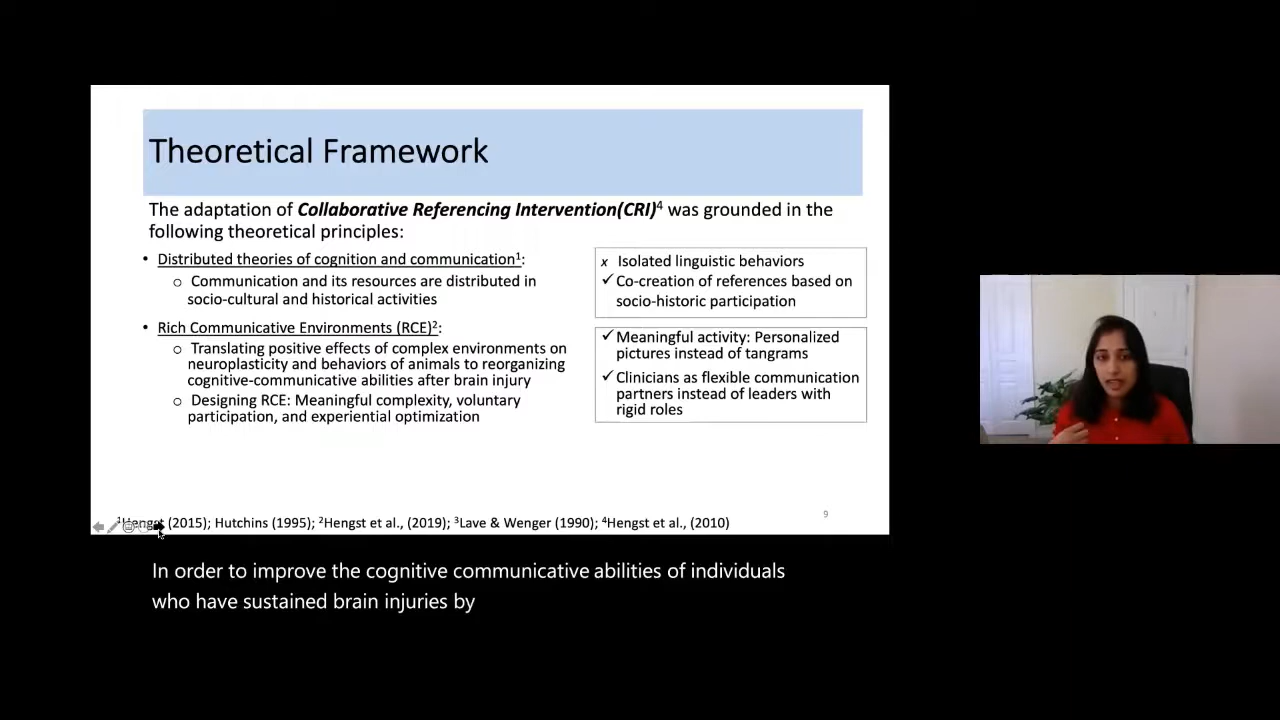 Theoretical Framework
The adaptation of Collaborative Referencing Intervention(CRI)4 was grounded in the
following theoretical principles:
• Distributed theories of cognition and communication1:
o Communication and its resources are distributed in
socio-cultural and historical activities
• Rich Communicative Environments (RCE)2:
o Translating positive effects of complex environments on
neuroplasticity and behaviors of animals to reorganizing
cognitive-communicative abilities after brain injury
o Designing RCE: Meaningful complexity, voluntary
participation, and experiential optimization
x Isolated linguistic behaviors
✓Co-creation of references based on
socio-historic participation
✓Meaningful activity: Personalized
pictures instead of tangrams
✓Clinicians as flexible communication
partners instead of leaders with
rigid roles
1Hengst (2015); Hutchins (1995); 2Hengst et al., (2019); 3Lave & Wenger (1990); 4Hengst et al., (2010)
9
In order to improve the cognitive communicative abilities of individuals
who have sustained brain injuries by